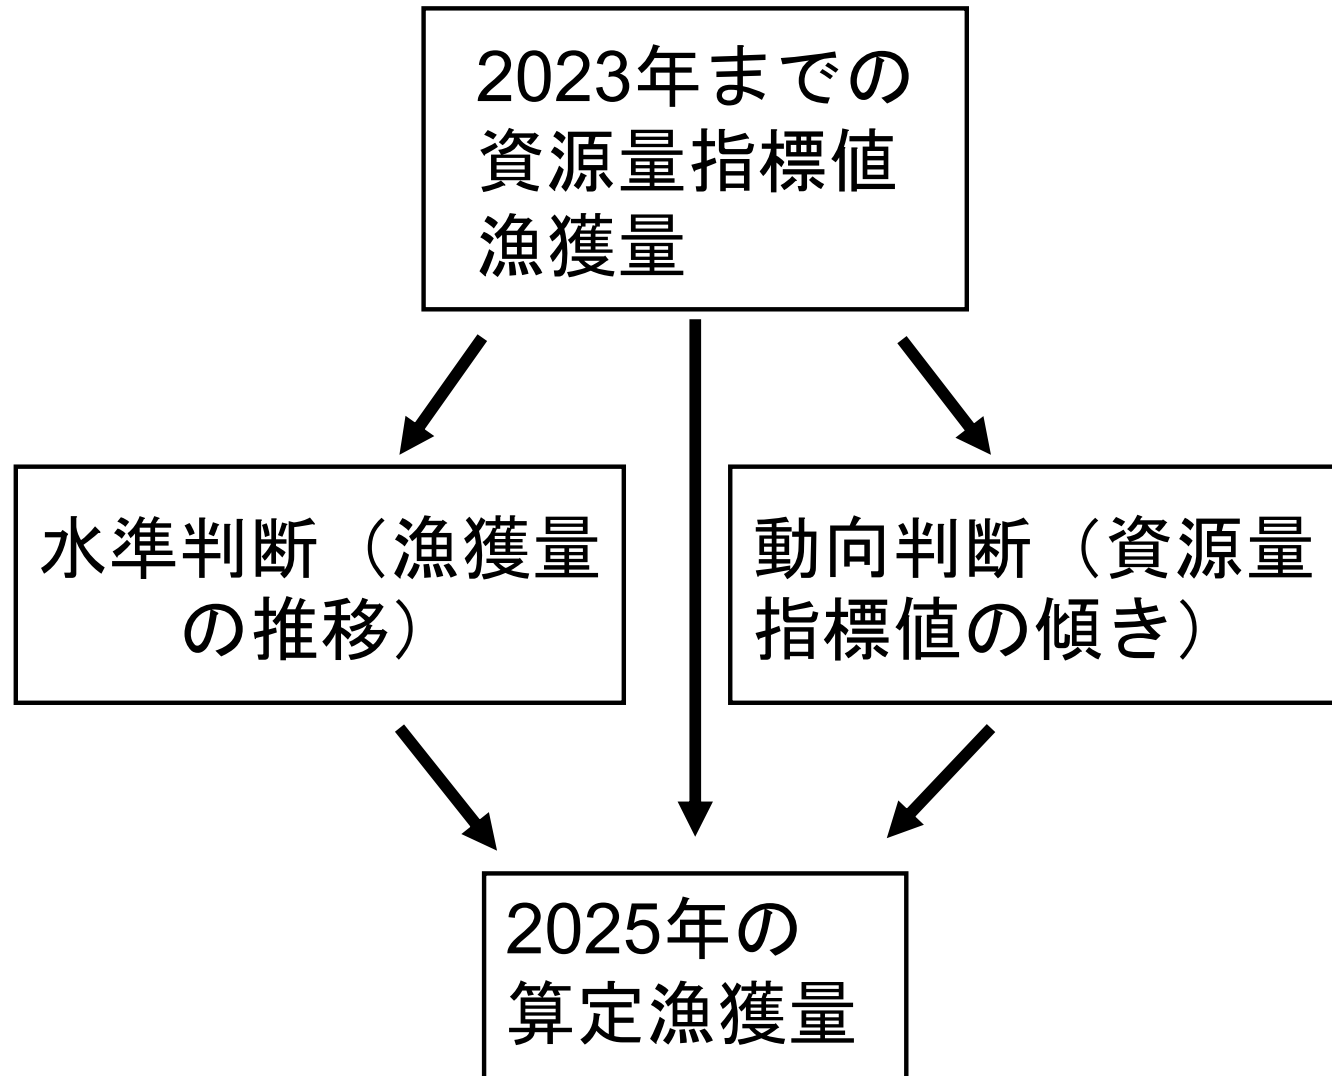 2023年までの
資源量指標値
漁獲量
水準判断（漁獲量
の推移）
動向判断（資源量
指標値の傾き）
2025年の
算定漁獲量